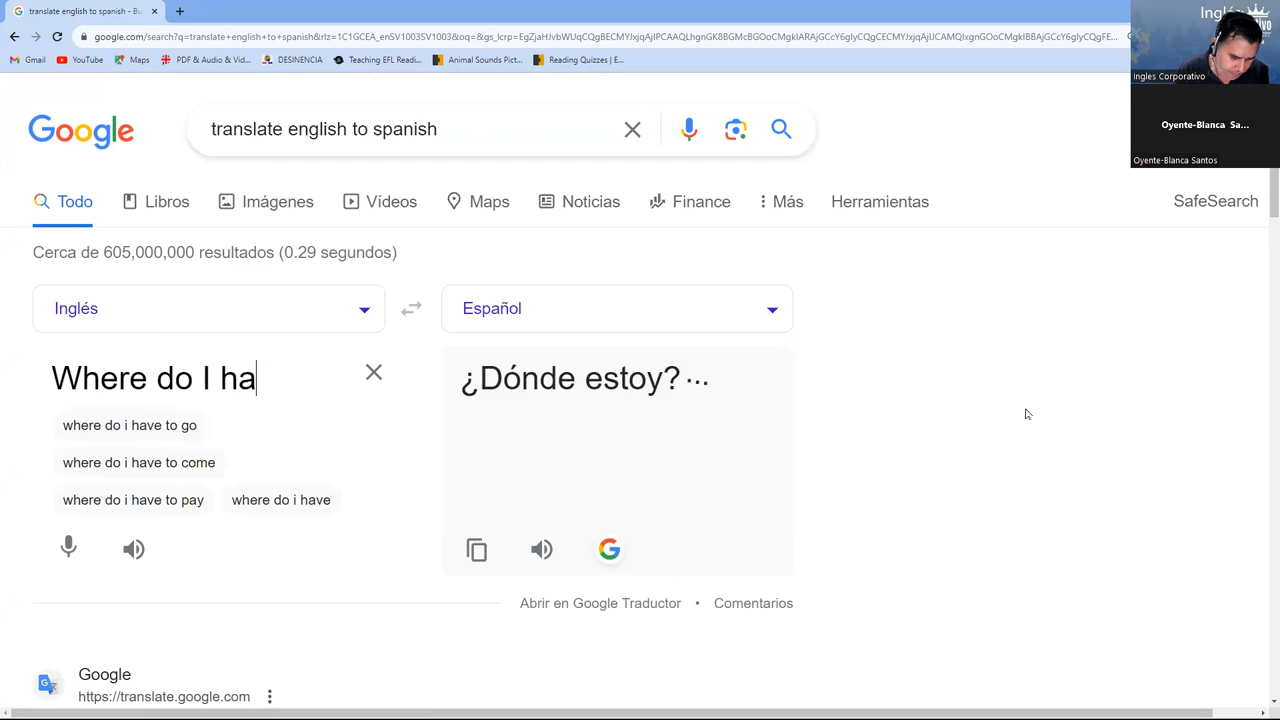 translate english to spanish - Bu
google.com/search?q=translate+english+to+spanish&rlz=1C1GCEA_enSV1003SV1003&oq=&gs_lcrp=
Gmail
YouTube
Maps
PDF & Audio & Vid...
DESINENCIA
Teaching EFL Readi...
Animal Sounds Pict...
Reading Quizzes | E...
Ingles Corporativo
Oyente-Blanca Sa...
Oyente-Blanca Santos
Google
translate english to spanish
Todo
Libros
Imágenes
Vídeos
Maps
Noticias
Finance
Más
Herramientas
SafeSearch
Cerca de 605,000,000 resultados (0.29 segundos)
Inglés
Español
Where do I ha
¿Dónde estoy? ...
where do i have to go
where do i have to come
where do i have to pay
where do i have
Abrir en Google Traductor • Comentarios
Google
https://translate.google.com